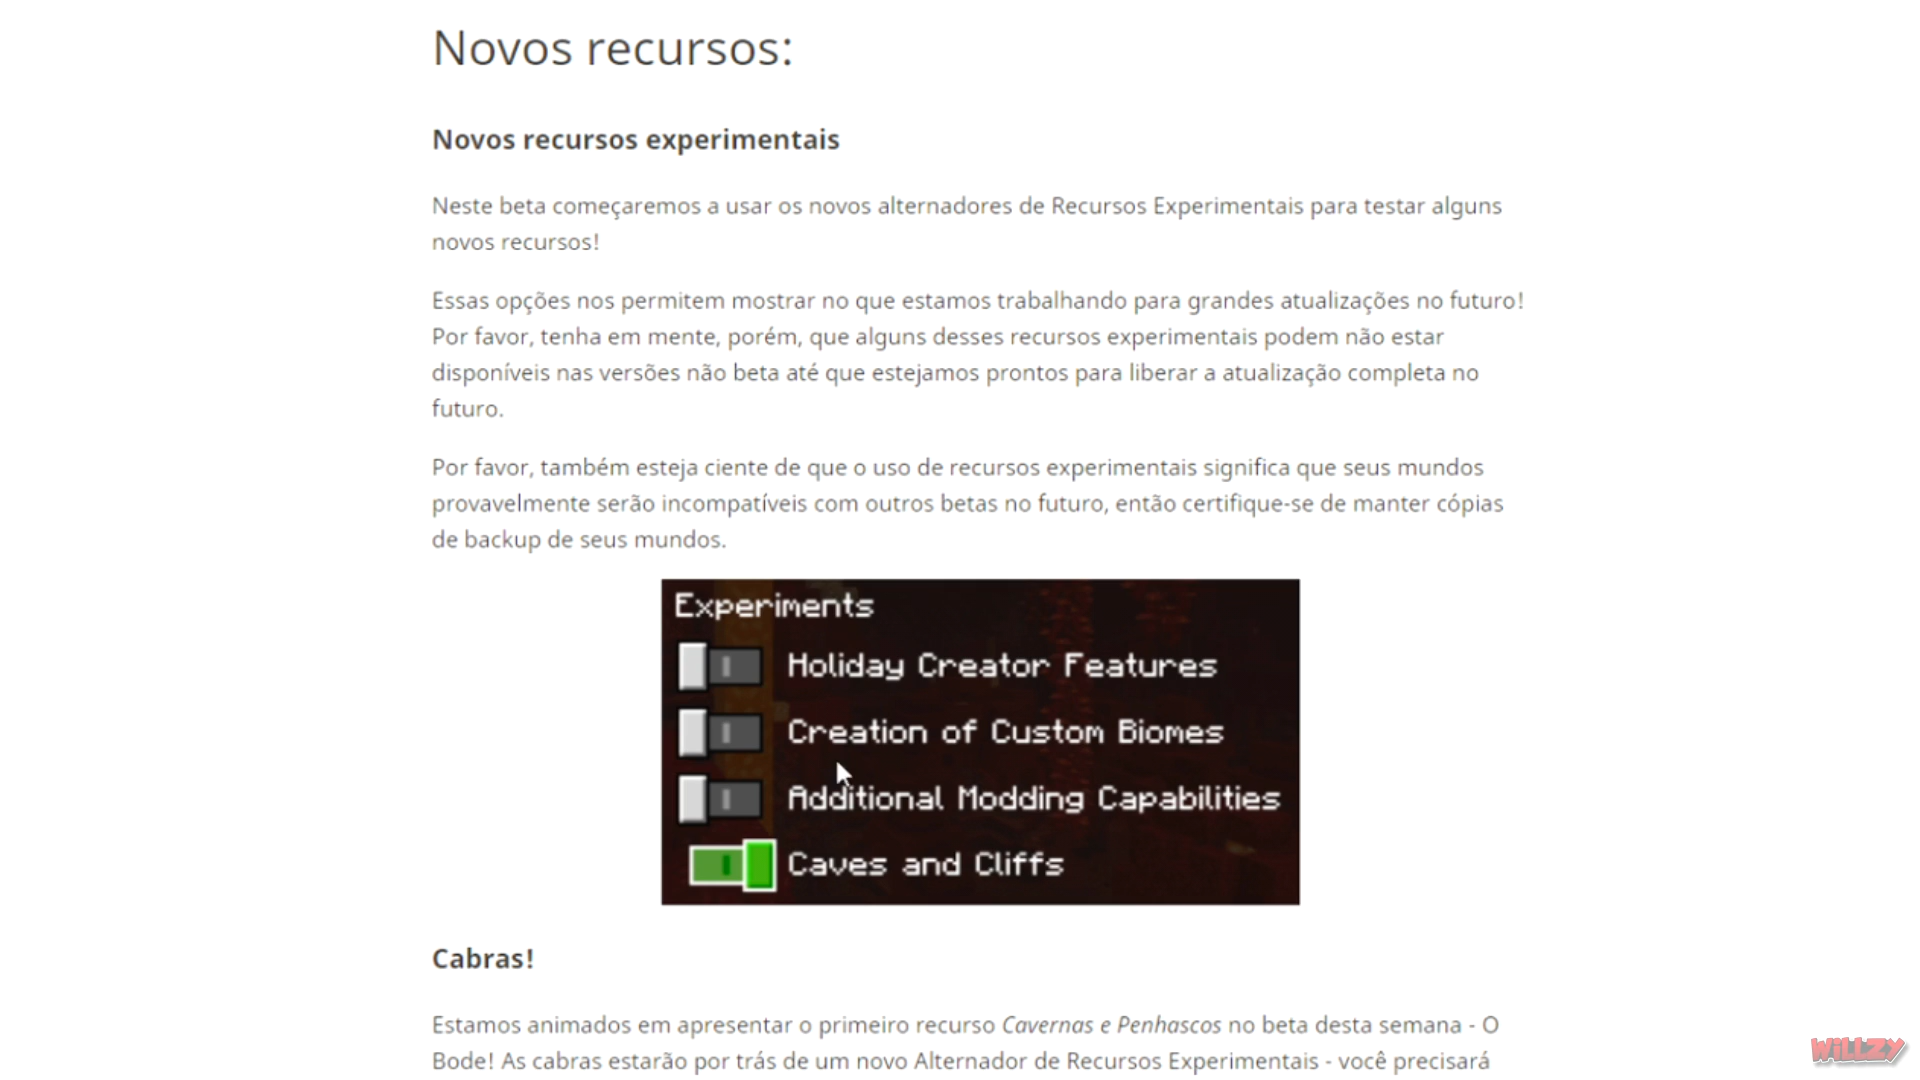 Novos recursos:
Novos recursos experimentais
Neste beta começaremos a usar os novos alternadores de Recursos Experimentais para testar alguns
novos recursos!
Essas opções nos permitem mostrar no que estamos trabalhando para grandes atualizações no futuro!
Por favor, tenha em mente, porém, que alguns desses recursos experimentais podem não estar
disponíveis nas versões não beta até que estejamos prontos para liberar a atualização completa no
futuro.
Por favor, também esteja ciente de que o uso de recursos experimentais significa que seus mundos
provavelmente serão incompatíveis com outros betas no futuro, então certifique-se de manter cópias
de backup de seus mundos.
Experiments
Holiday Creator Features
Creation of Custom Biomes
Additional Modding Capabilities
Caves and Cliffs
Cabras!
Estamos animados em apresentar o primeiro recurso Cavernas e Penhascos no beta desta semana - O
Bode! As cabras estarão por trás de um novo Alternador de Recursos Experimentais - você precisará
WiLLZY